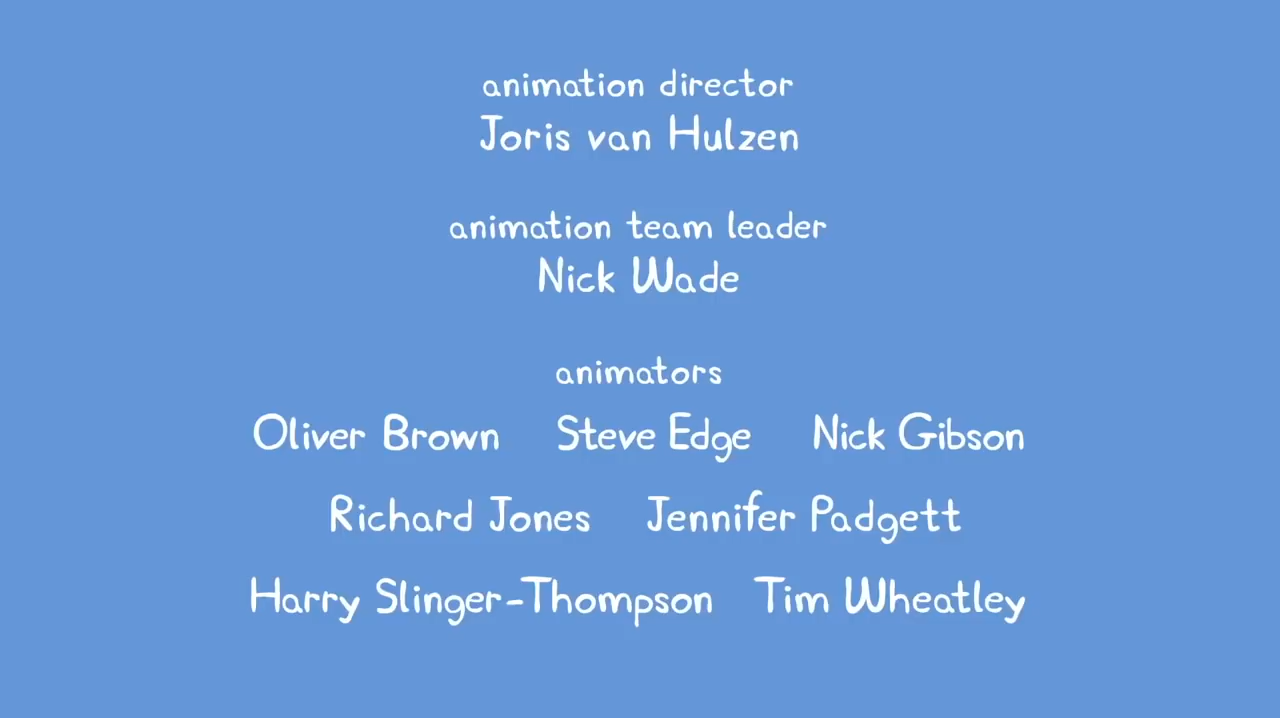 animation director
Joris van Hulzen
animation team leader
Nick Wade
animators
Oliver Brown Steve Edge Nick Gibson
Richard Jones Jennifer Padgett
Harry Slinger-Thompson Tim Wheatley